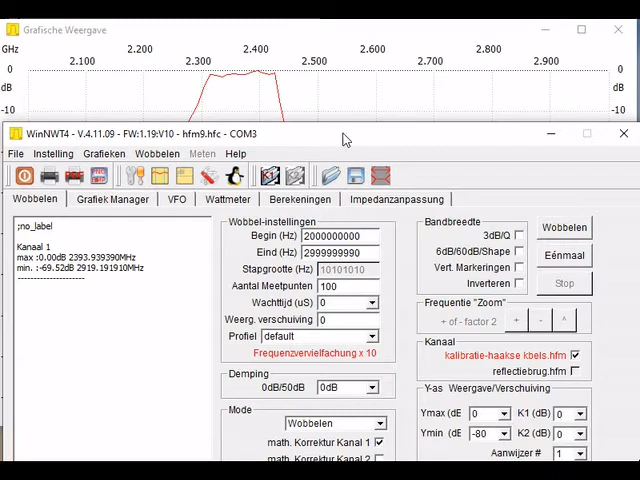 Grafische Weergave
GHz 2.100 2.200 2.300 2.400 2.500 2.600 2.700 2.800 2.900
0 0
-10 -10
WinNWT4 - V.4.11.09 - FW:1.19:V10 - hfm9.hfc - COM3
File Instelling Grafieken Wobbelen Meten Help
Wobbelen Grafiek Manager VFO Wattmeter Berekeningen Impedantzanpassung
;no_label
Kanaal 1
max :0.00dB 2393.939390MHz
min. :-69.52dB 2919.191910MHz
---------------------
Wobbel-instellingen
Begin (Hz) 2000000000
Eind (Hz) 2999999990
Stapgrootte (Hz) 10101010
Aantal Meetpunten 100
Wachttijd (uS) 0
Weerg. verschuiving 0
Profiel default
Frequenzvervielfachung x 10
Demping
0dB/50dB 0dB
Mode
Wobbelen
math. Korrektur Kanal 1
math. Korrektur Kanal 2
Bandbreedte
3dB/Q
6dB/60dB/Shape
Vert. Markeringen
Inverteren
Wobbelen
Eénmaal
Stop
Frequentie "Zoom"
+ of - factor 2 + - ^
Kanaal
kalibratie-haakse kbels.hfm
reflectiebrug.hfm
Y-as Weergave/Verschuiving
Ymax (dE 0 K1 (dB) 0
Ymin (dE -80 K2 (dB) 0
Aanwijzer # 1